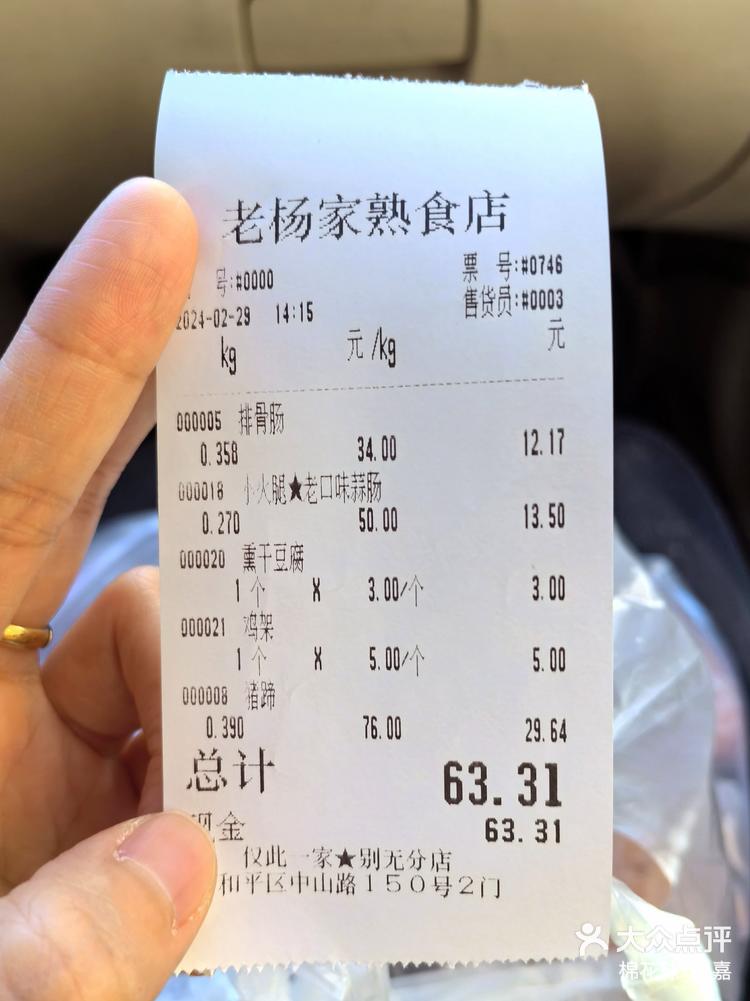 老杨家熟食店
号:#0000 票 号:#0746
2024-02-29 14:15 售货员:#0003
kg 元/kg 元
000005 排骨肠
0.358 34.00 12.17
000018 小火腿★老口味蒜肠
0.270 50.00 13.50
000020 熏干豆腐
1个 X 3.00/个 3.00
000021 鸡架
1个 X 5.00/个 5.00
000008 猪蹄
0.390 76.00 29.64
总计 63.31
现金 63.31
仅此一家★别无分店
和平区中山路150号2门
大众点评
棉花 嘉